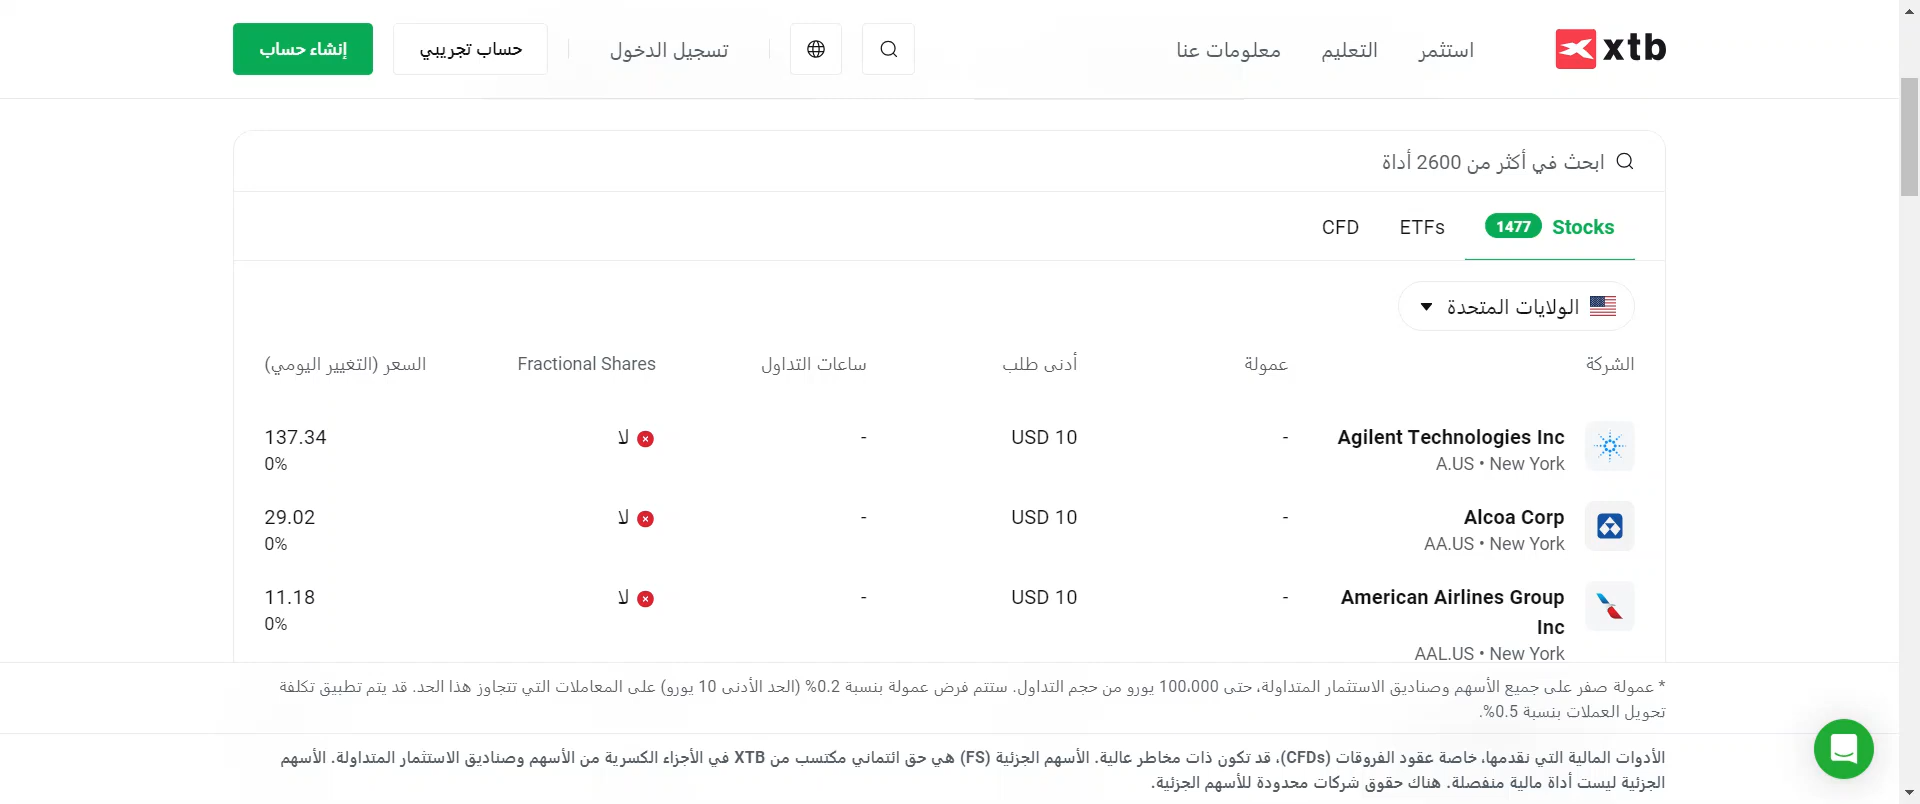 xtb
استثمر
التعليم
معلومات عنا
تسجيل الدخول
حساب تجريبي
إنشاء حساب
ابحث في أكثر من 2600 أداة
Stocks 1477
ETFs
CFD
الولايات المتحدة
الشركة
عمولة
أدنى طلب
ساعات التداول
Fractional Shares
السعر (التغيير اليومي)
Agilent Technologies Inc
A.US • New York
-
USD 10
-
لا
137.34
0%
Alcoa Corp
AA.US • New York
-
USD 10
-
لا
29.02
0%
American Airlines Group
Inc
AAL.US • New York
-
USD 10
-
لا
11.18
0%
* عمولة صفر على جميع الأسهم وصناديق الاستثمار المتداولة، حتى 100،000 يورو من حجم التداول. ستتم فرض عمولة بنسبة 0.2% (الحد الأدنى 10 يورو) على المعاملات التي تتجاوز هذا الحد. قد يتم تطبيق تكلفة
تحويل العملات بنسبة 0.5%.
الأدوات المالية التي نقدمها، خاصة عقود الفروقات (CFDs)، قد تكون ذات مخاطر عالية. الأسهم الجزئية (FS) هي حق ائتماني مكتسب من XTB في الأجزاء الكسرية من الأسهم وصناديق الاستثمار المتداولة. الأسهم
الجزئية ليست أداة مالية منفصلة. هناك حقوق شركات محدودة للأسهم الجزئية.